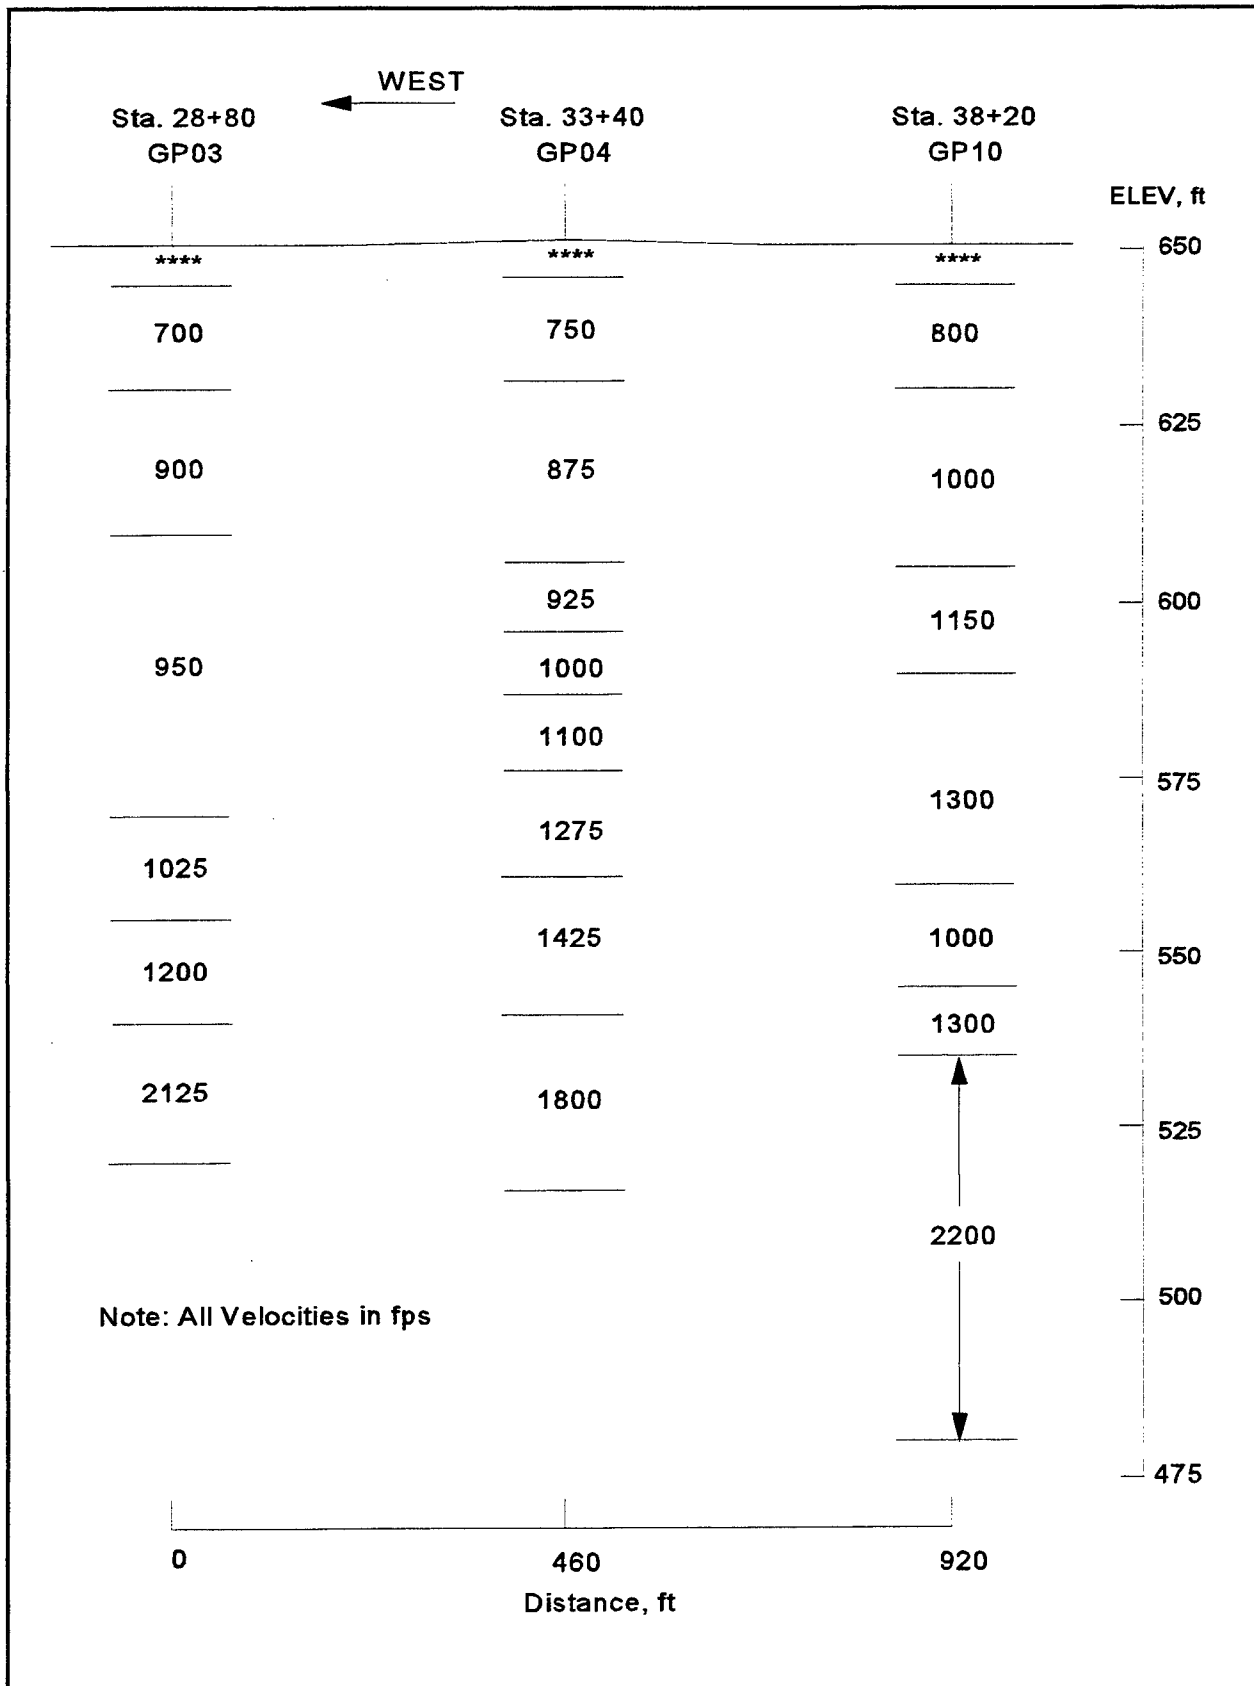 WEST
Sta. 28+80 Sta. 33+40 Sta. 38+20
GP03 GP04 GP10
ELEV, ft
650
**** **** ****
700 750 800
625
900 875 1000
600
925
1150
950 1000
1100
575
1300
1275
1025
1425 1000
550
1200
1300
2125 1800
525
2200
500
Note: All Velocities in fps
475
0 460 920
Distance, ft